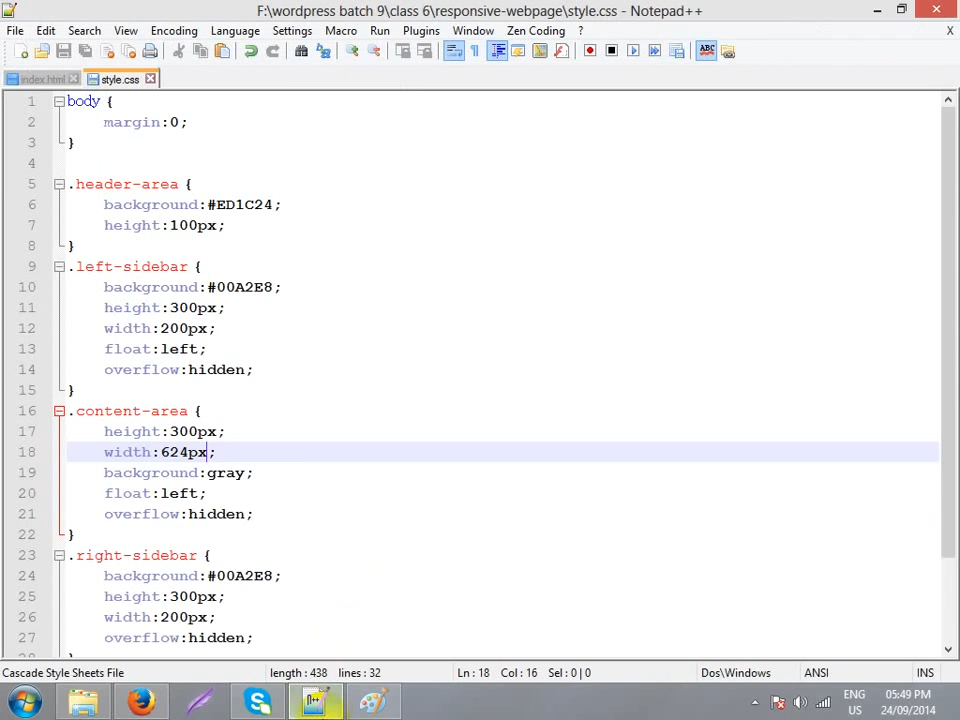 F:\wordpress batch 9\class 6\responsive-webpage\style.css - Notepad++
File Edit Search View Encoding Language Settings Macro Run Plugins Window Zen Coding ? X
index.html style.css
1 body {
2 margin:0;
3 }
4
5 .header-area {
6 background:#ED1C24;
7 height:100px;
8 }
9 .left-sidebar {
10 background:#00A2E8;
11 height:300px;
12 width:200px;
13 float:left;
14 overflow:hidden;
15 }
16 .content-area {
17 height:300px;
18 width:624px;
19 background:gray;
20 float:left;
21 overflow:hidden;
22 }
23 .right-sidebar {
24 background:#00A2E8;
25 height:300px;
26 width:200px;
27 overflow:hidden;
Cascade Style Sheets File length : 438 lines : 32 Ln : 18 Col : 16 Sel : 0 | 0 Dos\Windows ANSI INS
ENG 05:49 PM
US 24/09/2014